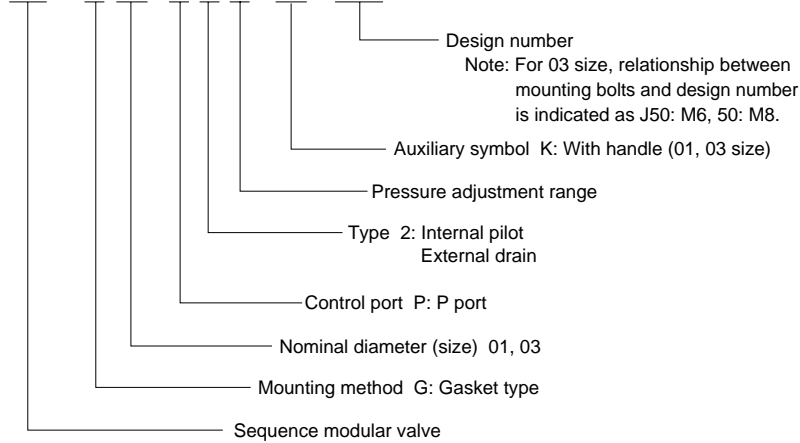 Design number
Note: For 03 size, relationship between
mounting bolts and design number
is indicated as J50: M6, 50: M8.
Auxiliary symbol K: With handle (01, 03 size)
Pressure adjustment range
Type 2: Internal pilot
External drain
Control port P: P port
Nominal diameter (size) 01, 03
Mounting method G: Gasket type
Sequence modular valve